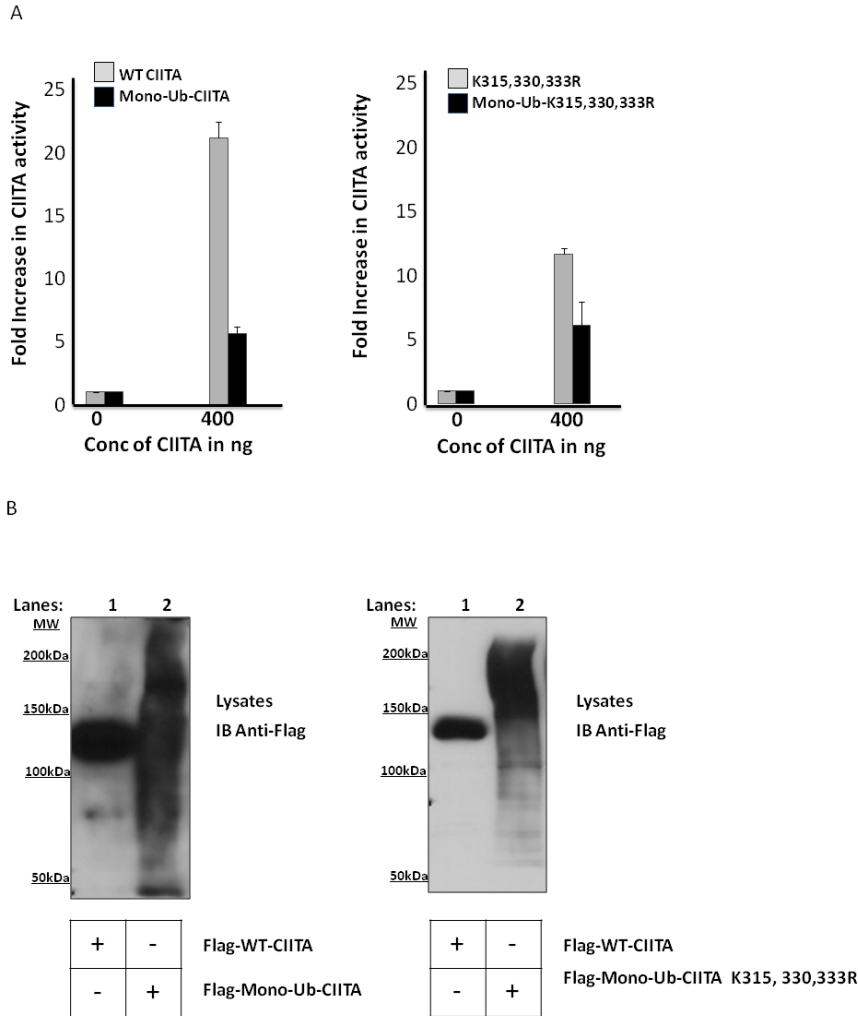 A
WT CIITA
Mono-Ub-CIITA
Fold Increase in CIITA activity
25
20
15
10
5
0
0 400
Conc of CIITA in ng
K315,330,333R
Mono-Ub-K315,330,333R
Fold Increase in CIITA activity
25
20
15
10
5
0
0 400
Conc of CIITA in ng
B
Lanes: 1 2
MW
200kDa
150kDa
100kDa
50kDa
Lysates
IB Anti-Flag
+ - Flag-WT-CIITA
- + Flag-Mono-Ub-CIITA
Lanes: 1 2
MW
200kDa
150kDa
100kDa
50kDa
Lysates
IB Anti-Flag
+ - Flag-WT-CIITA
- + Flag-Mono-Ub-CIITA K315, 330,333R